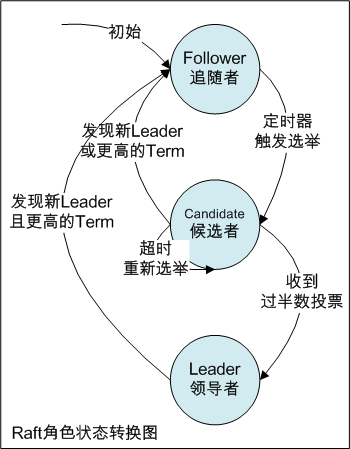 初始
Follower
追随者
发现新Leader
或更高的Term
定时器
触发选举
发现新Leader
且更高的Term
Candidate
候选者
超时
重新选举
收到
过半数投票
Leader
领导者
Raft角色状态转换图